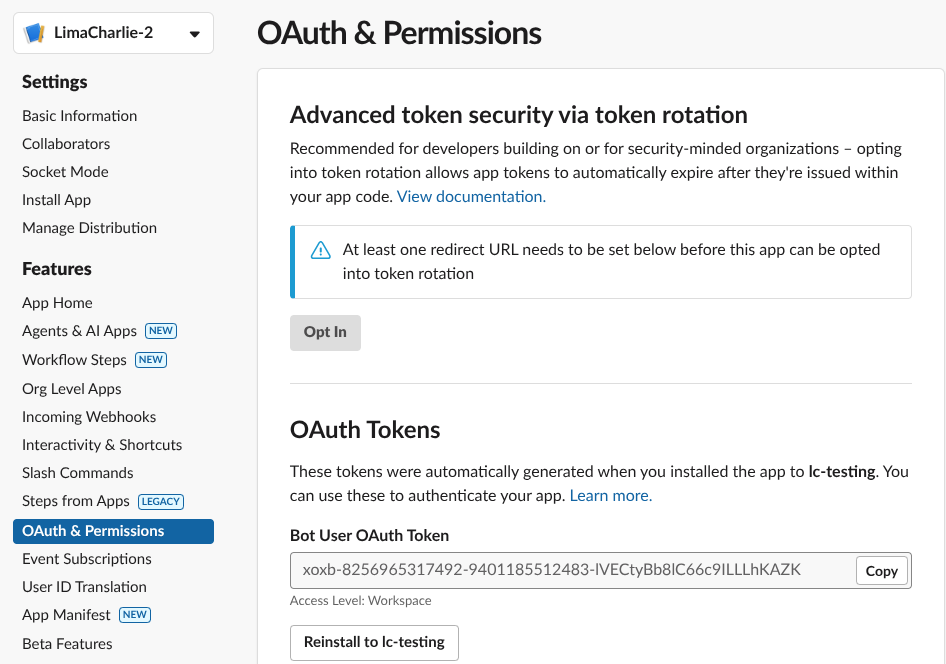 LimaCharlie-2
Settings
Basic Information
Collaborators
Socket Mode
Install App
Manage Distribution
Features
App Home
Agents & AI Apps NEW
Workflow Steps NEW
Org Level Apps
Incoming Webhooks
Interactivity & Shortcuts
Slash Commands
Steps from Apps LEGACY
OAuth & Permissions
Event Subscriptions
User ID Translation
App Manifest NEW
Beta Features
OAuth & Permissions
Advanced token security via token rotation
Recommended for developers building on or for security-minded organizations – opting
into token rotation allows app tokens to automatically expire after they're issued within
your app code. View documentation.
At least one redirect URL needs to be set below before this app can be opted
into token rotation
Opt In
OAuth Tokens
These tokens were automatically generated when you installed the app to lc-testing. You
can use these to authenticate your app. Learn more.
Bot User OAuth Token
xoxb-8256965317492-9401185512483-lVECtyBb8lC66c9ILLLhKAZK
Copy
Access Level: Workspace
Reinstall to lc-testing